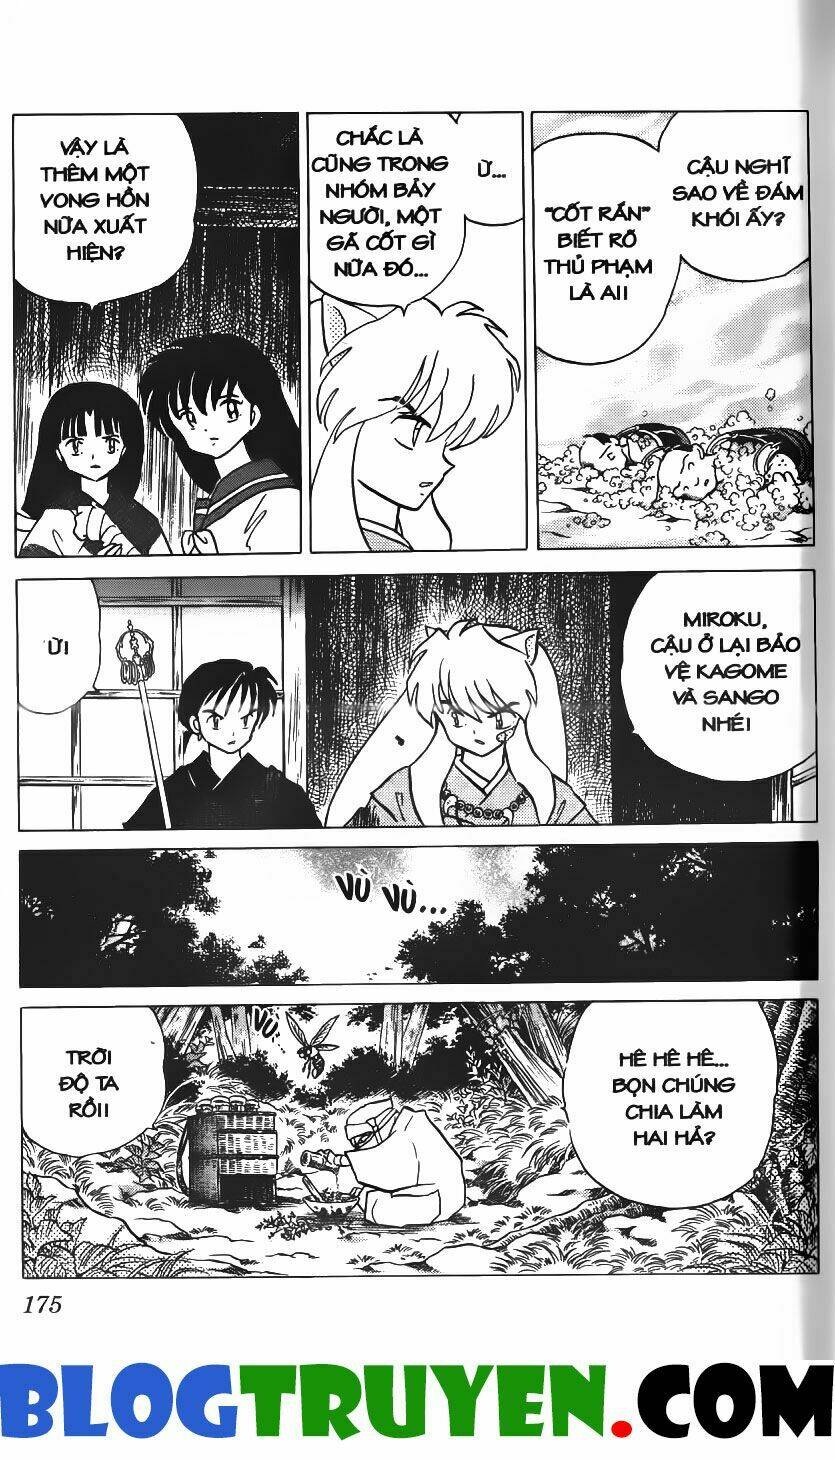 CẬU NGHĨ
SAO VỀ ĐÁM
KHÓI ẤY?
"CỐT RẮN"
BIẾT RÕ
THỦ PHẠM
LÀ AI!
Ừ...
CHẮC LÀ
CŨNG TRONG
NHÓM BẢY
NGƯỜI, MỘT
GÃ CỐT GÌ
NỮA ĐÓ...
VẬY LÀ
THÊM MỘT
VONG HỒN
NỮA XUẤT
HIỆN?
MIROKU,
CẬU Ở LẠI BẢO
VỆ KAGOME
VÀ SANGO
NHÉ!
Ừ!
VÙ VÙ...
HÊ HÊ HÊ...
BỌN CHÚNG
CHIA LÀM
HAI HẢ?
VÙ..
TRỜI
ĐỘ TA
RỒI!
175
BLOGTRUYEN.COM